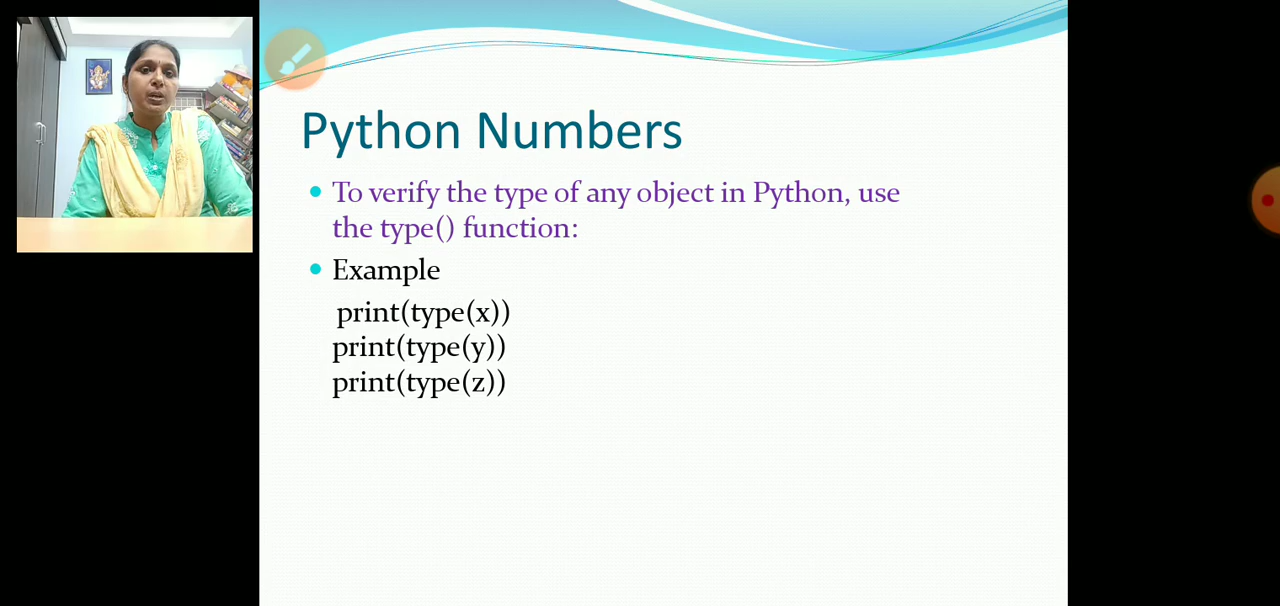 Python Numbers
To verify the type of any object in Python, use
the type() function:
Example
print(type(x))
print(type(y))
print(type(z))